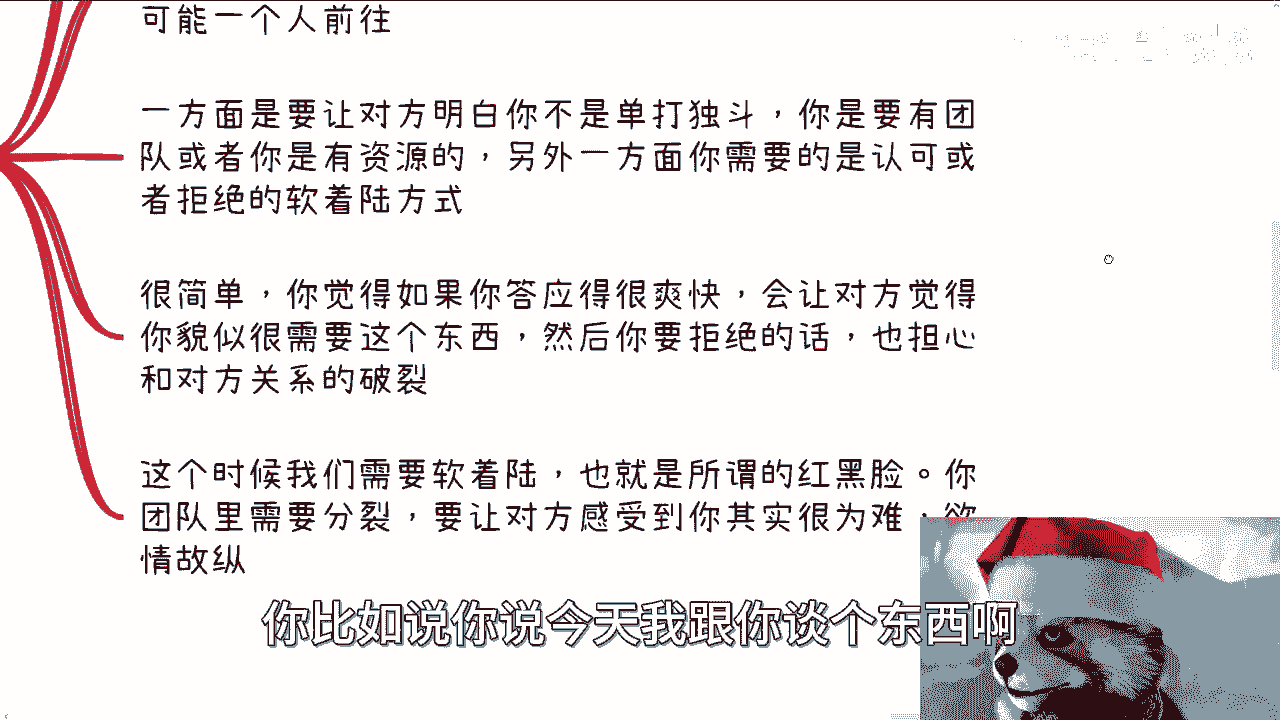 可能一个人前往
一方面是要让对方明白你不是单打独斗，你是要有团
队或者你是有资源的，另外一方面你需要的是认可或
者拒绝的软着陆方式
很简单，你觉得如果你答应得很爽快，会让对方觉得
你貌似很需要这个东西，然后你要拒绝的话，也担心
和对方关系的破裂
这个时候我们需要软着陆，也就是所谓的红黑脸。你
团队里需要分裂，要让对方感受到你其实很为难，欲
情故纵
你比如说你说今天我跟你谈个东西啊